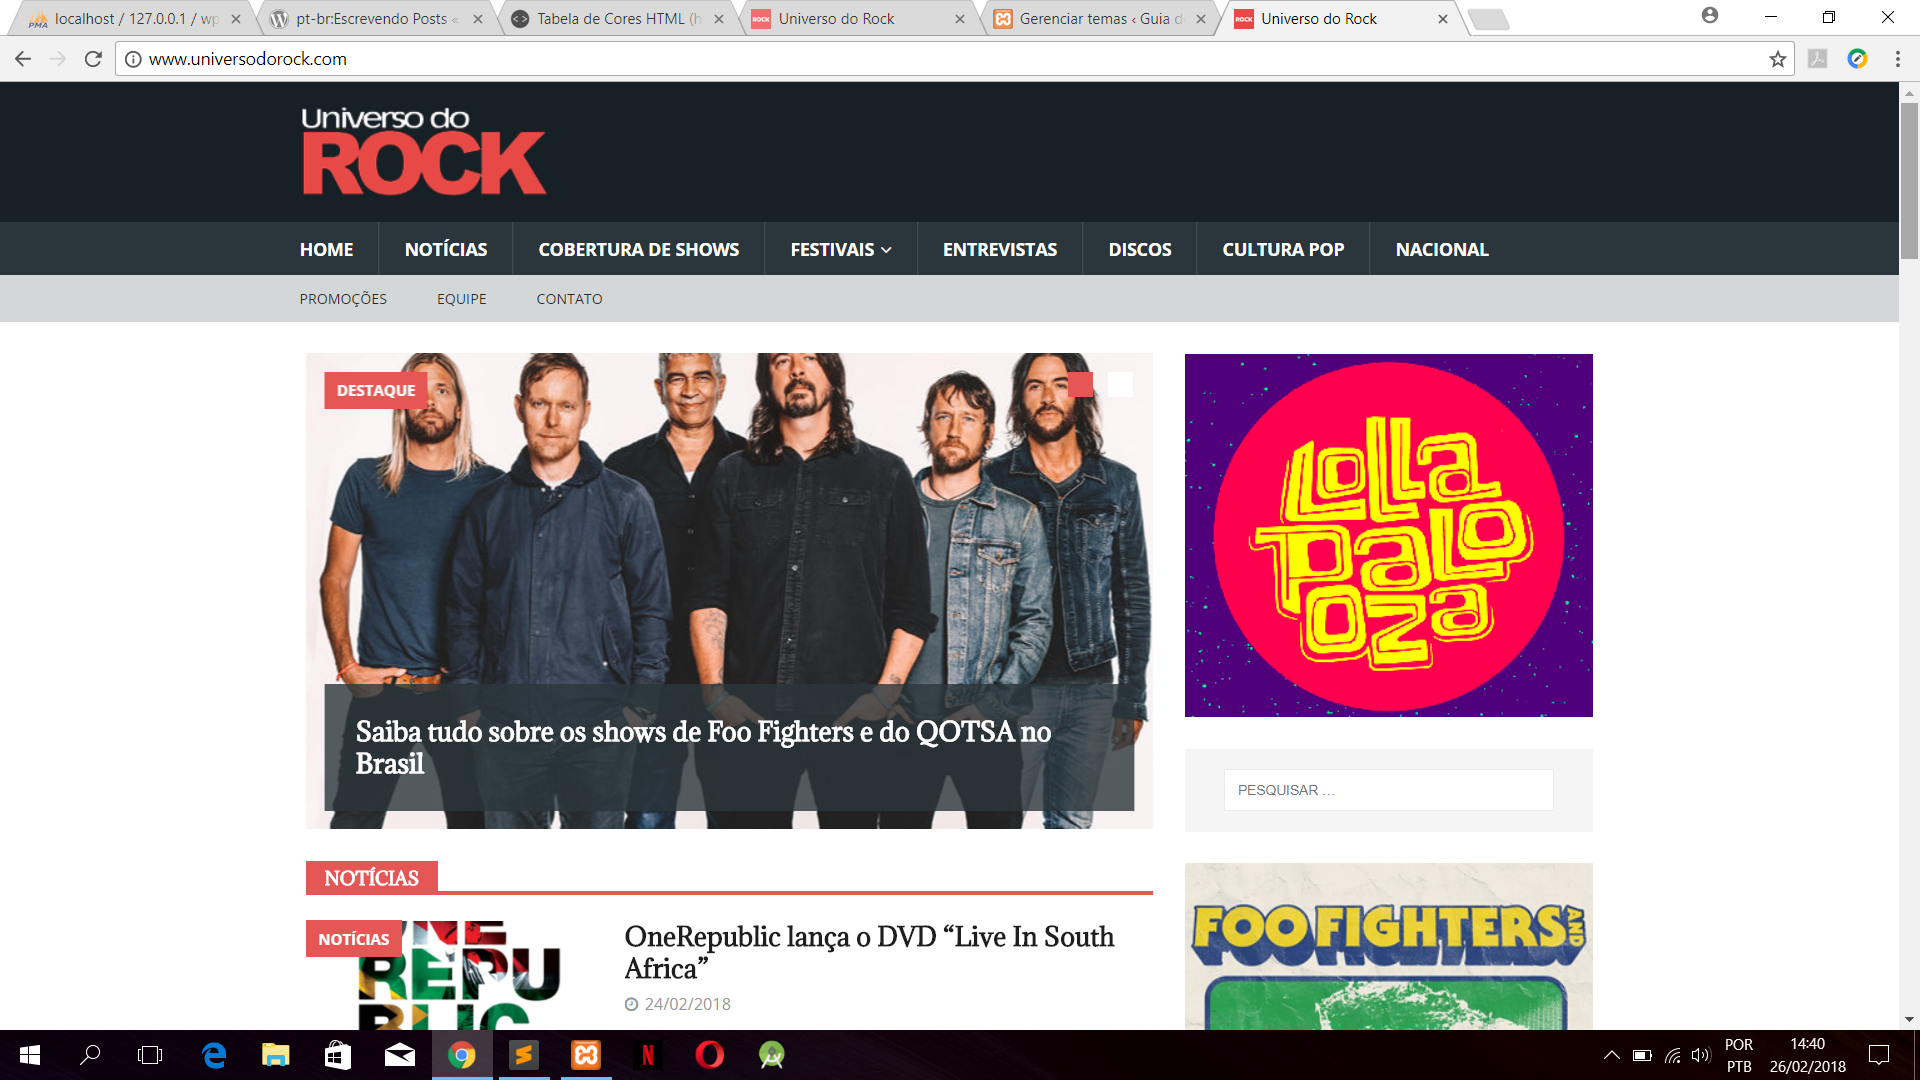 localhost / 127.0.0.1 / wp
pt-br:Escrevendo Posts «
Tabela de Cores HTML (h
Universo do Rock
Gerenciar temas ‹ Guia d
Universo do Rock
www.universodorock.com
Universo do
ROCK
HOME
NOTÍCIAS
COBERTURA DE SHOWS
FESTIVAIS
ENTREVISTAS
DISCOS
CULTURA POP
NACIONAL
PROMOÇÕES
EQUIPE
CONTATO
DESTAQUE
Saiba tudo sobre os shows de Foo Fighters e do QOTSA no
Brasil
Lolla
Palo
oza
PESQUISAR …
NOTÍCIAS
NOTÍCIAS
REPU
BLIC
OneRepublic lança o DVD “Live In South
Africa”
24/02/2018
FOO FIGHTERS AND
POR
PTB
14:40
26/02/2018